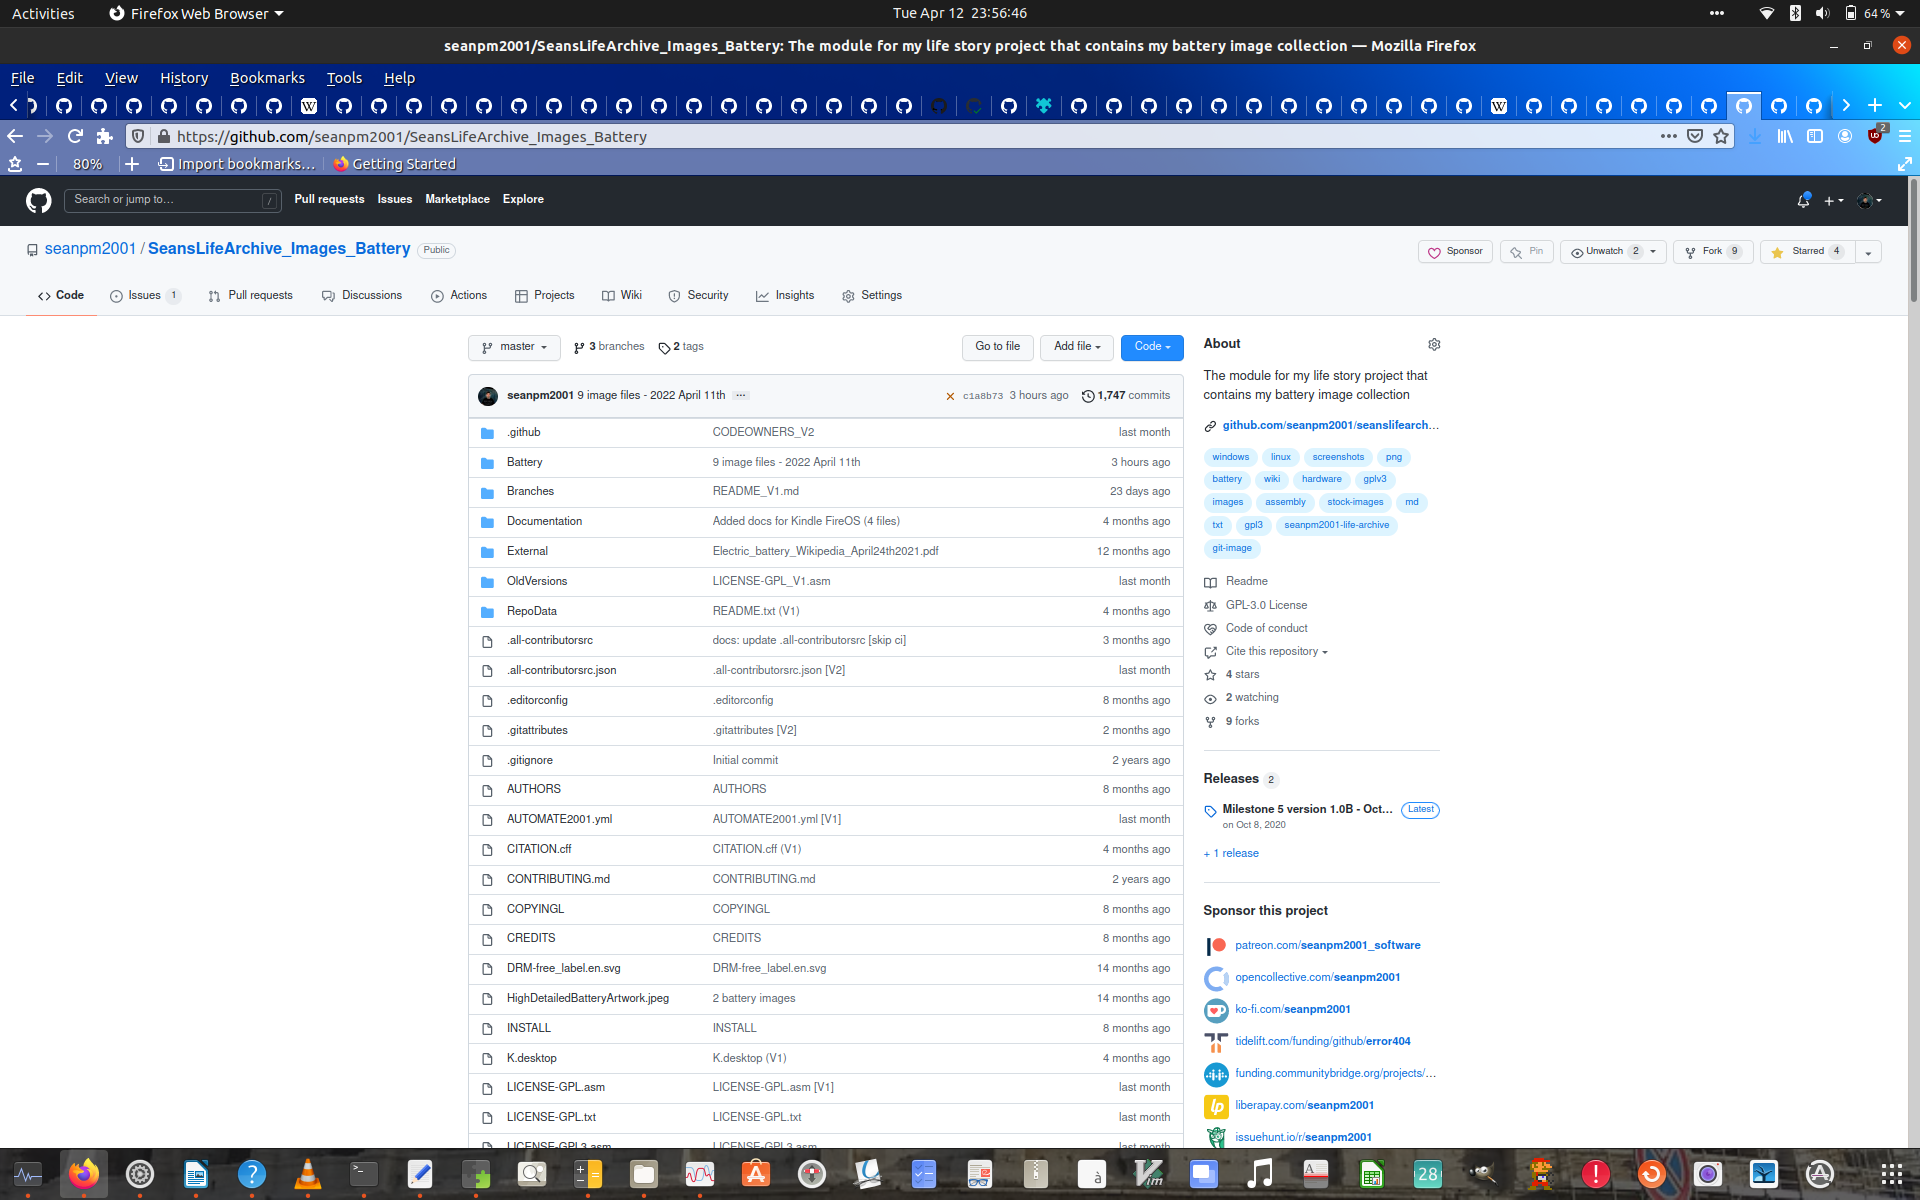 Activities
Firefox Web Browser
Tue Apr 12  23:56:46
64 %
seanpm2001/SeansLifeArchive_Images_Battery: The module for my life story project that contains my battery image collection — Mozilla Firefox
File Edit View History Bookmarks Tools Help
https://github.com/seanpm2001/SeansLifeArchive_Images_Battery
2
80%
Import bookmarks...
Getting Started
Search or jump to...
/
Pull requests Issues Marketplace Explore
seanpm2001 / SeansLifeArchive_Images_Battery Public
Sponsor
Pin
Unwatch 2
Fork 9
Starred 4
Code
Issues 1
Pull requests
Discussions
Actions
Projects
Wiki
Security
Insights
Settings
master
3 branches
2 tags
Go to file
Add file
Code
seanpm2001 9 image files - 2022 April 11th ...
c1a8b73 3 hours ago
1,747 commits
.github CODEOWNERS_V2 last month
Battery 9 image files - 2022 April 11th 3 hours ago
Branches README_V1.md 23 days ago
Documentation Added docs for Kindle FireOS (4 files) 4 months ago
External Electric_battery_Wikipedia_April24th2021.pdf 12 months ago
OldVersions LICENSE-GPL_V1.asm last month
RepoData README.txt (V1) 4 months ago
.all-contributorsrc docs: update .all-contributorsrc [skip ci] 3 months ago
.all-contributorsrc.json .all-contributorsrc.json [V2] last month
.editorconfig .editorconfig 8 months ago
.gitattributes .gitattributes [V2] 2 months ago
.gitignore Initial commit 2 years ago
AUTHORS AUTHORS 8 months ago
AUTOMATE2001.yml AUTOMATE2001.yml [V1] last month
CITATION.cff CITATION.cff (V1) 4 months ago
CONTRIBUTING.md CONTRIBUTING.md 2 years ago
COPYINGL COPYINGL 8 months ago
CREDITS CREDITS 8 months ago
DRM-free_label.en.svg DRM-free_label.en.svg 14 months ago
HighDetailedBatteryArtwork.jpeg 2 battery images 14 months ago
INSTALL INSTALL 8 months ago
K.desktop K.desktop (V1) 4 months ago
LICENSE-GPL.asm LICENSE-GPL.asm [V1] last month
LICENSE-GPL.txt LICENSE-GPL.txt last month
LICENSE-GPL3.asm LICENSE-GPL3.asm last month
About
The module for my life story project that
contains my battery image collection
github.com/seanpm2001/seanslifearch...
windows linux screenshots png
battery wiki hardware gplv3
images assembly stock-images md
txt gpl3 seanpm2001-life-archive
git-image
Readme
GPL-3.0 License
Code of conduct
Cite this repository
4 stars
2 watching
9 forks
Releases 2
Milestone 5 version 1.0B - Oct... Latest
on Oct 8, 2020
+ 1 release
Sponsor this project
patreon.com/seanpm2001_software
opencollective.com/seanpm2001
ko-fi.com/seanpm2001
tidelift.com/funding/github/error404
funding.communitybridge.org/projects/...
liberapay.com/seanpm2001
issuehunt.io/r/seanpm2001
28